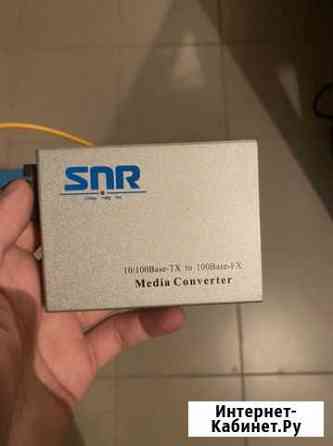 SNR
10/100Base-TX to 100Base-FX
Media Converter
Интернет-
Кабинет.Ру